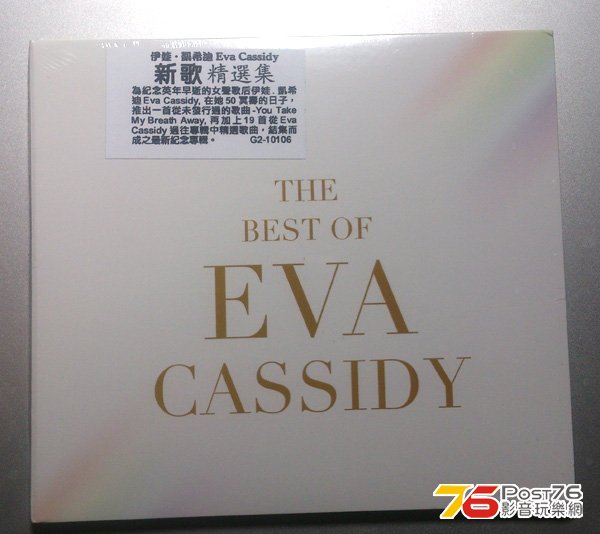 伊娃·凱希迪 Eva Cassidy
新歌精選集
為紀念英年早逝的女聲歌后伊娃.凱希
迪Eva Cassidy, 在她50冥壽的日子，
推出一首從未發行過的歌曲-You Take
My Breath Away, 再加上19首從Eva
Cassidy過往專輯中精選歌曲，結集而
成之最新紀念專輯。 G2-10106
THE
BEST OF
EVA
CASSIDY
76 POST76
影音玩樂網